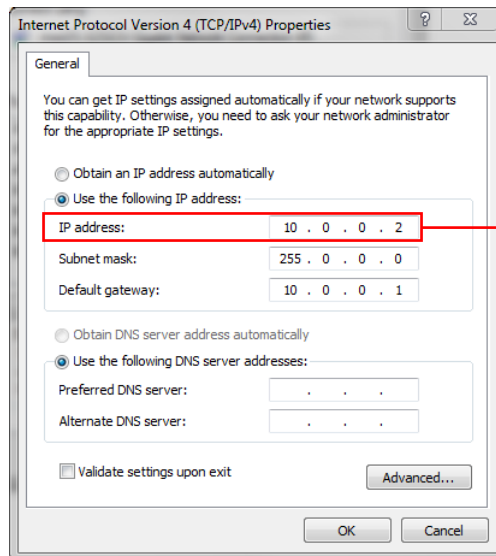 Internet Protocol Version 4 (TCP/IPv4) Properties
General
You can get IP settings assigned automatically if your network supports
this capability. Otherwise, you need to ask your network administrator
for the appropriate IP settings.
Obtain an IP address automatically
Use the following IP address:
IP address: 10 . 0 . 0 . 2
Subnet mask: 255 . 0 . 0 . 0
Default gateway: 10 . 0 . 0 . 1
Obtain DNS server address automatically
Use the following DNS server addresses:
Preferred DNS server: . . .
Alternate DNS server: . . .
Validate settings upon exit
Advanced...
OK Cancel